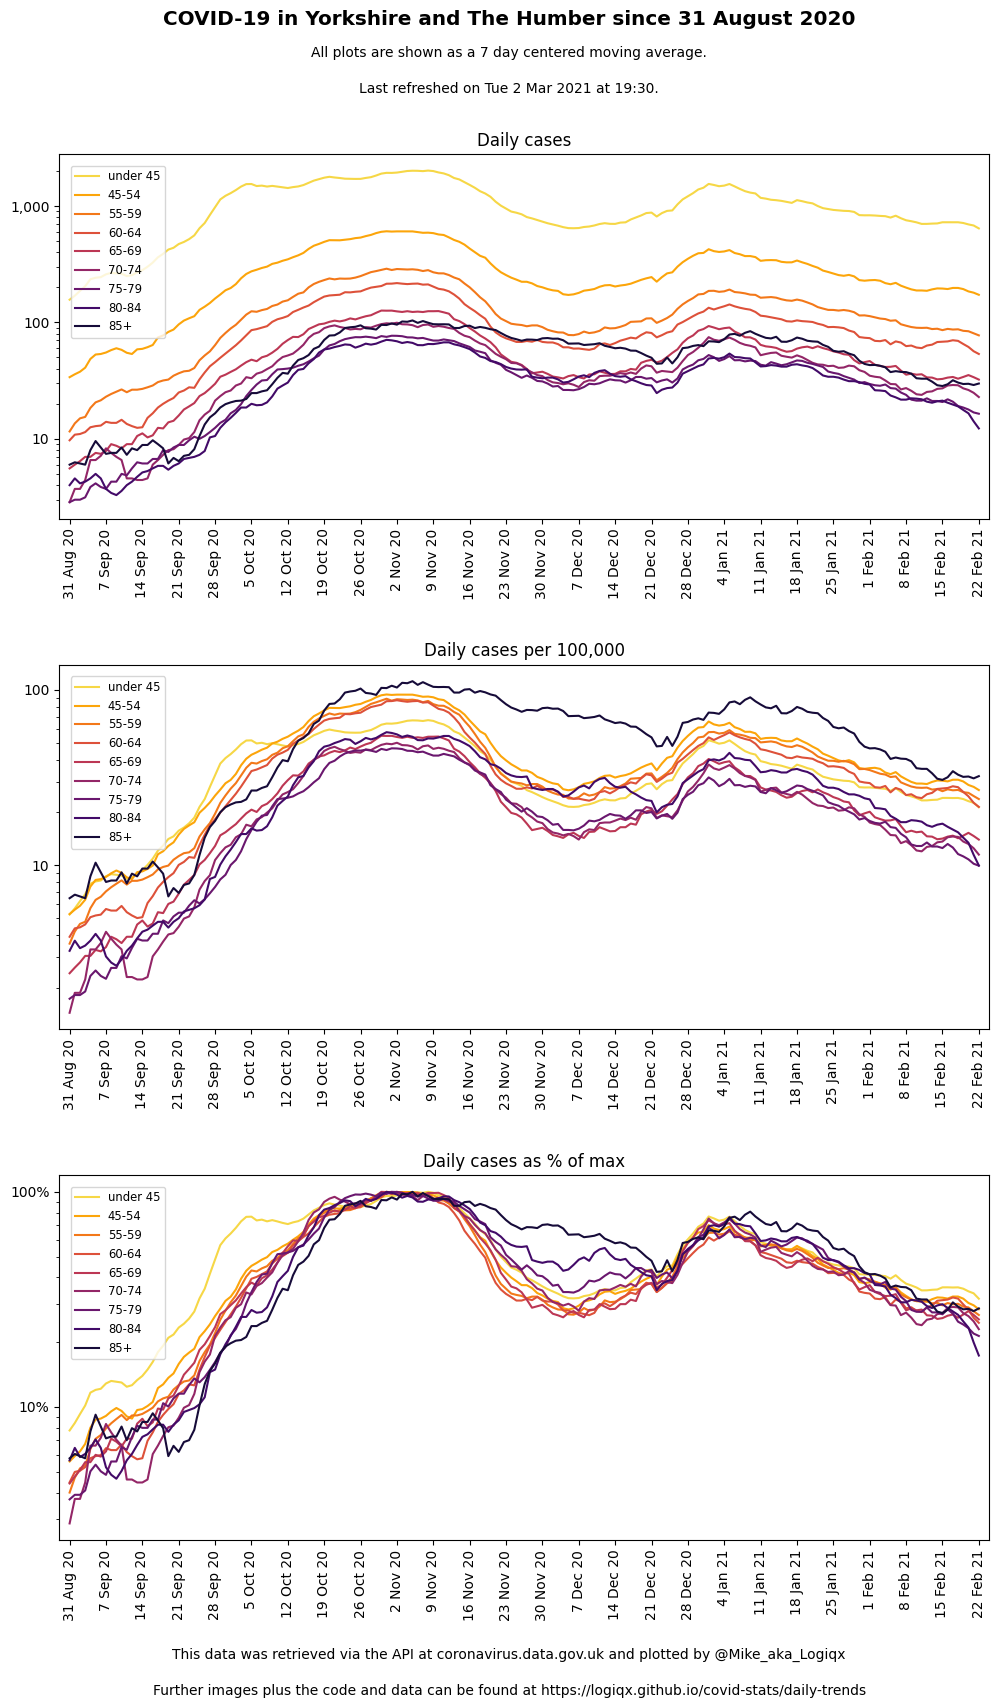 COVID-19 in Yorkshire and The Humber since 31 August 2020
All plots are shown as a 7 day centered moving average.
Last refreshed on Tue 2 Mar 2021 at 19:30.
Daily cases
under 45
45-54
55-59
60-64
65-69
70-74
75-79
80-84
85+
1,000
100
10
31 Aug 20
7 Sep 20
14 Sep 20
21 Sep 20
28 Sep 20
5 Oct 20
12 Oct 20
19 Oct 20
26 Oct 20
2 Nov 20
9 Nov 20
16 Nov 20
23 Nov 20
30 Nov 20
7 Dec 20
14 Dec 20
21 Dec 20
28 Dec 20
4 Jan 21
11 Jan 21
18 Jan 21
25 Jan 21
1 Feb 21
8 Feb 21
15 Feb 21
22 Feb 21
Daily cases per 100,000
under 45
45-54
55-59
60-64
65-69
70-74
75-79
80-84
85+
100
10
31 Aug 20
7 Sep 20
14 Sep 20
21 Sep 20
28 Sep 20
5 Oct 20
12 Oct 20
19 Oct 20
26 Oct 20
2 Nov 20
9 Nov 20
16 Nov 20
23 Nov 20
30 Nov 20
7 Dec 20
14 Dec 20
21 Dec 20
28 Dec 20
4 Jan 21
11 Jan 21
18 Jan 21
25 Jan 21
1 Feb 21
8 Feb 21
15 Feb 21
22 Feb 21
Daily cases as % of max
under 45
45-54
55-59
60-64
65-69
70-74
75-79
80-84
85+
100%
10%
31 Aug 20
7 Sep 20
14 Sep 20
21 Sep 20
28 Sep 20
5 Oct 20
12 Oct 20
19 Oct 20
26 Oct 20
2 Nov 20
9 Nov 20
16 Nov 20
23 Nov 20
30 Nov 20
7 Dec 20
14 Dec 20
21 Dec 20
28 Dec 20
4 Jan 21
11 Jan 21
18 Jan 21
25 Jan 21
1 Feb 21
8 Feb 21
15 Feb 21
22 Feb 21
This data was retrieved via the API at coronavirus.data.gov.uk and plotted by @Mike_aka_Logiqx
Further images plus the code and data can be found at https://logiqx.github.io/covid-stats/daily-trends